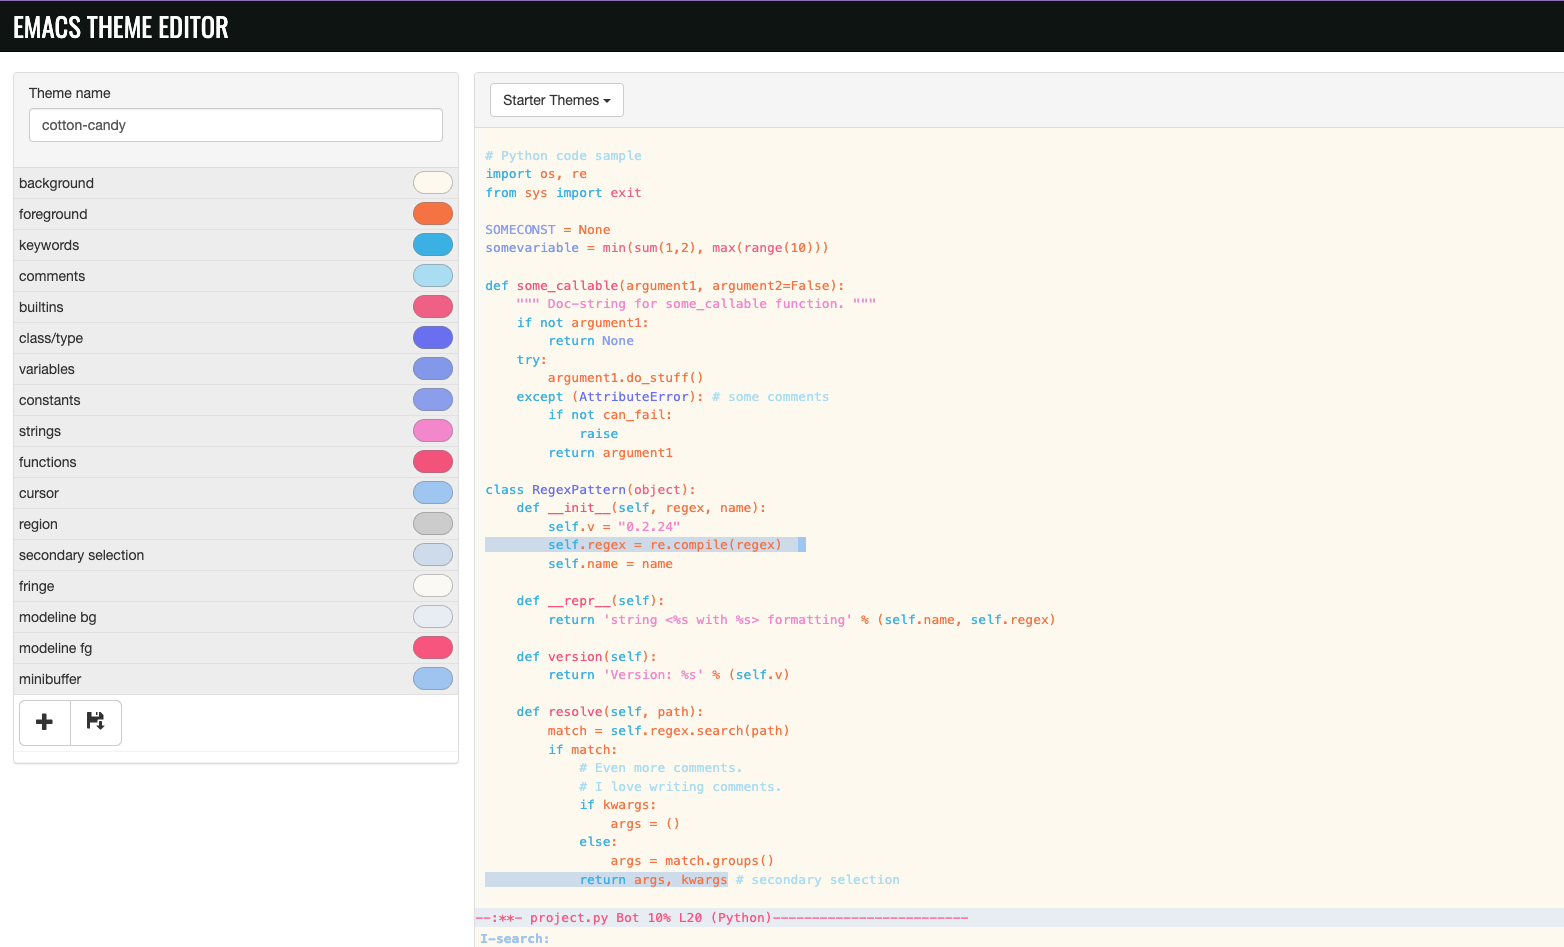 EMACS THEME EDITOR
Theme name
cotton-candy
background
foreground
keywords
comments
builtins
class/type
variables
constants
strings
functions
cursor
region
secondary selection
fringe
modeline bg
modeline fg
minibuffer
Starter Themes
# Python code sample
import os, re
from sys import exit
SOMECONST = None
somevariable = min(sum(1,2), max(range(10)))
def some_callable(argument1, argument2=False):
    """ Doc-string for some_callable function. """
    if not argument1:
        return None
    try:
        argument1.do_stuff()
    except (AttributeError): # some comments
        if not can_fail:
            raise
        return argument1
class RegexPattern(object):
    def __init__(self, regex, name):
        self.v = "0.2.24"
        self.regex = re.compile(regex)
        self.name = name
    def __repr__(self):
        return 'string <%s with %s> formatting' % (self.name, self.regex)
    def version(self):
        return 'Version: %s' % (self.v)
    def resolve(self, path):
        match = self.regex.search(path)
        if match:
            # Even more comments.
            # I love writing comments.
            if kwargs:
                args = ()
            else:
                args = match.groups()
            return args, kwargs # secondary selection
--:**- project.py Bot 10% L20 (Python)-------------------------
I-search: